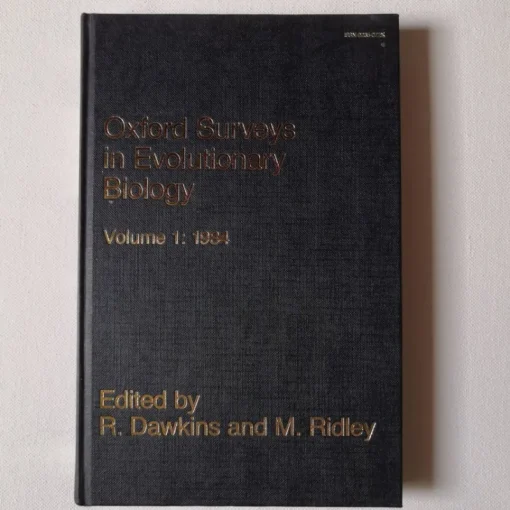 Oxford Surveys
in Evolutionary
Biology
Volume 1: 1984
Edited by
R. Dawkins and M. Ridley